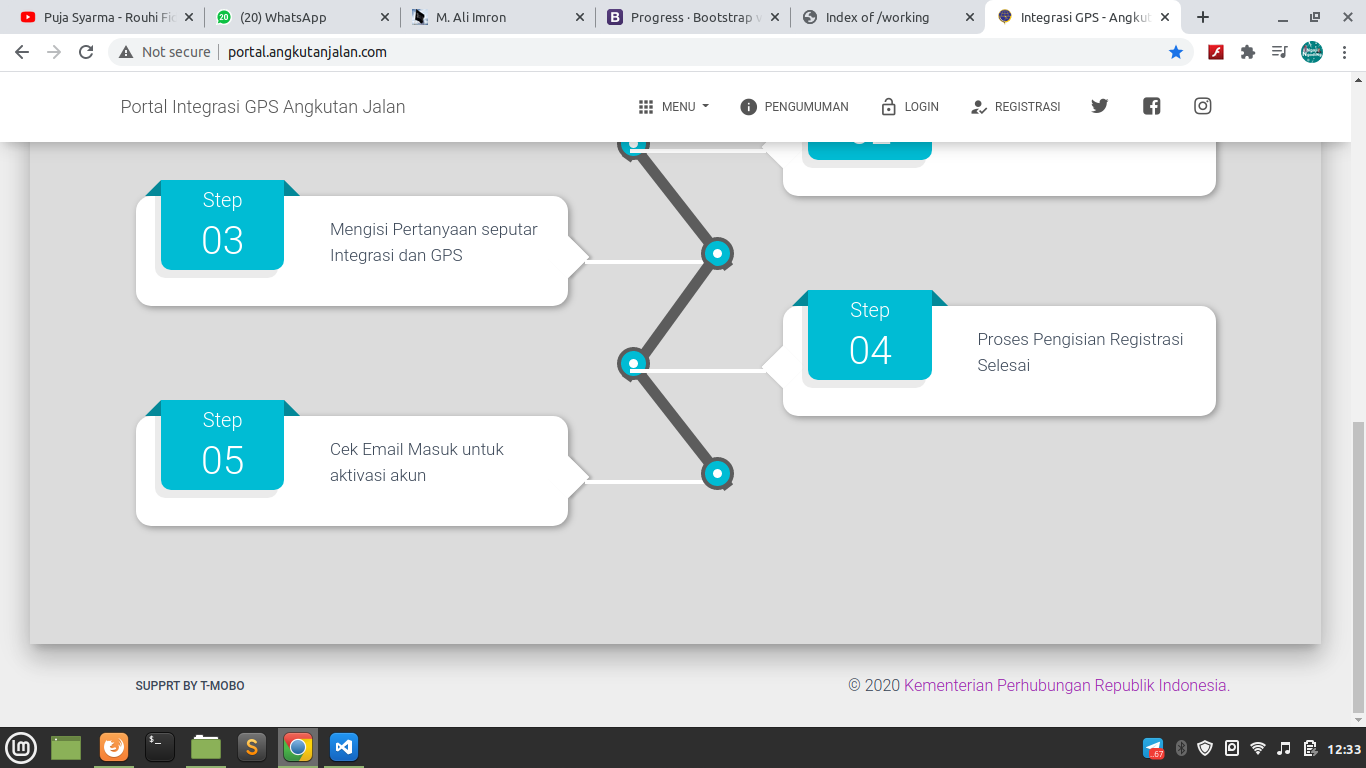 Puja Syarma - Rouhi Fi
(20) WhatsApp
M. Ali Imron
Progress · Bootstrap
Index of /working
Integrasi GPS - Angkut
Not secure
portal.angkutanjalan.com
Portal Integrasi GPS Angkutan Jalan
MENU
PENGUMUMAN
LOGIN
REGISTRASI
Step
03
Mengisi Pertanyaan seputar
Integrasi dan GPS
Step
04
Proses Pengisian Registrasi
Selesai
Step
05
Cek Email Masuk untuk
aktivasi akun
SUPPRT BY T-MOBO
© 2020 Kementerian Perhubungan Republik Indonesia.
67
12:33